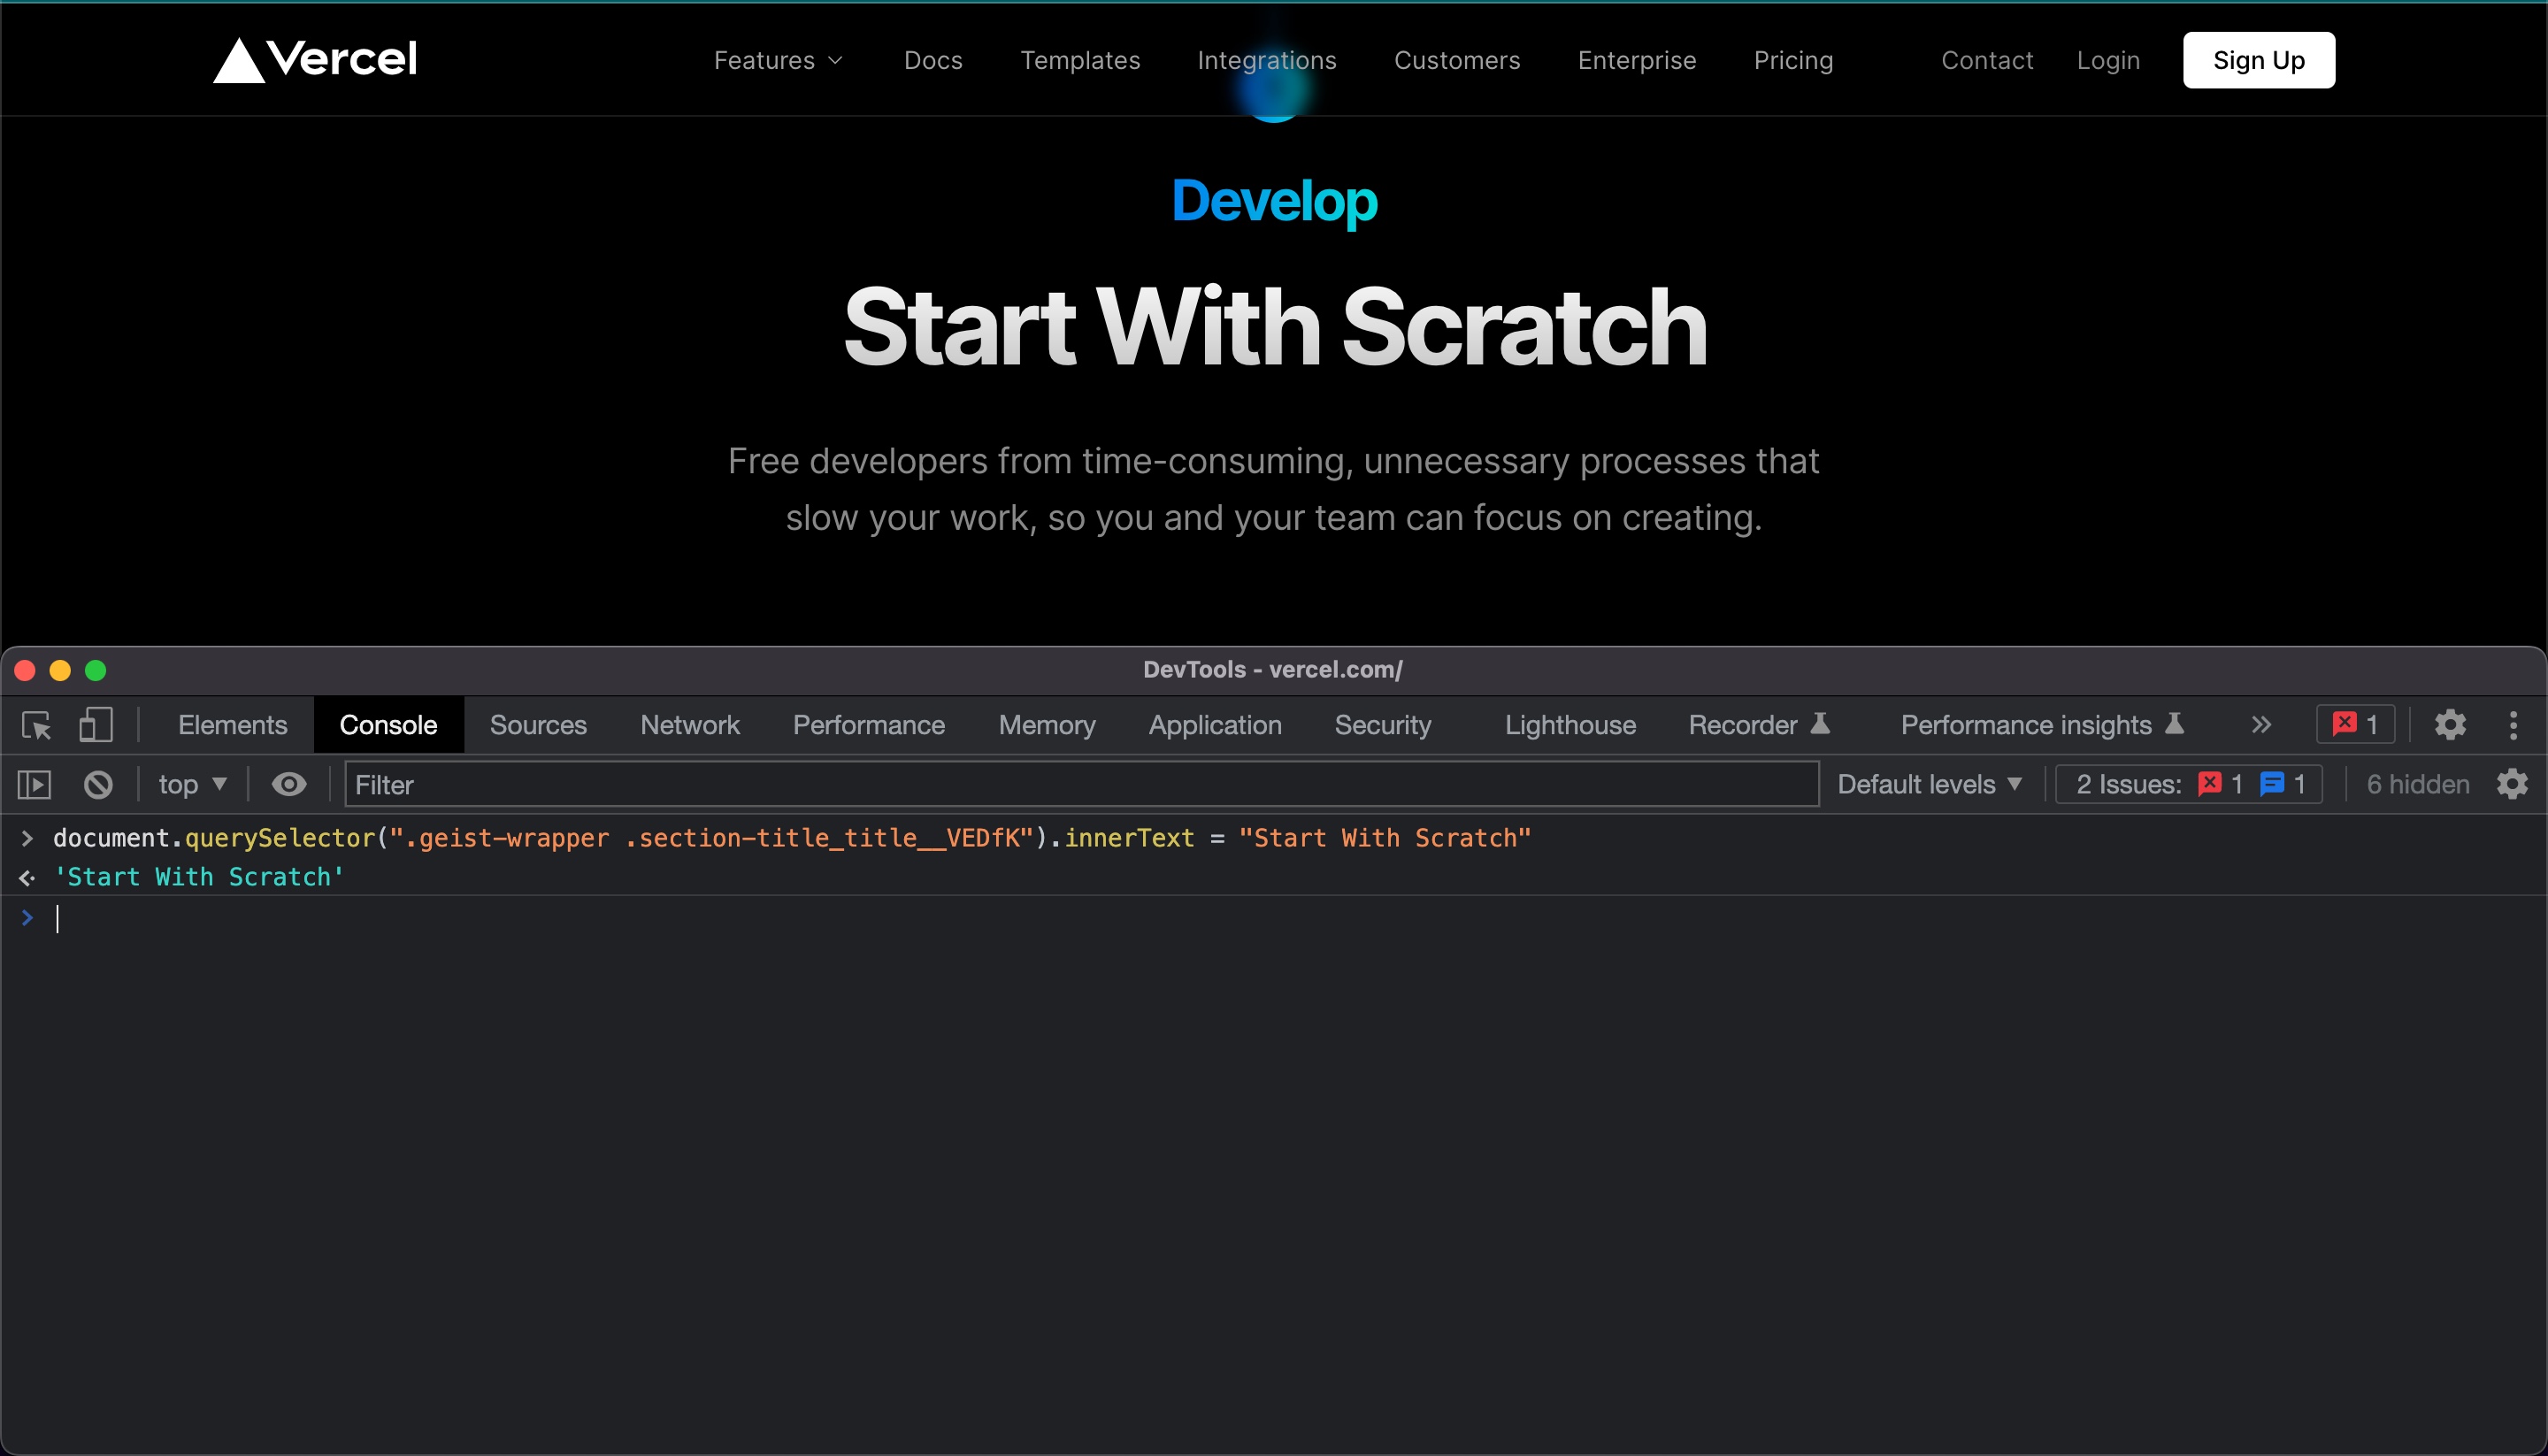 Vercel Features Docs Templates Integrations Customers Enterprise Pricing Contact Login Sign Up
Develop
Start With Scratch
Free developers from time-consuming, unnecessary processes that
slow your work, so you and your team can focus on creating.
DevTools - vercel.com/
Elements Console Sources Network Performance Memory Application Security Lighthouse Recorder Performance insights 1
top Filter Default levels 2 Issues: 1 1 6 hidden
document.querySelector(".geist-wrapper .section-title_title__VEDfK").innerText = "Start With Scratch"
'Start With Scratch'